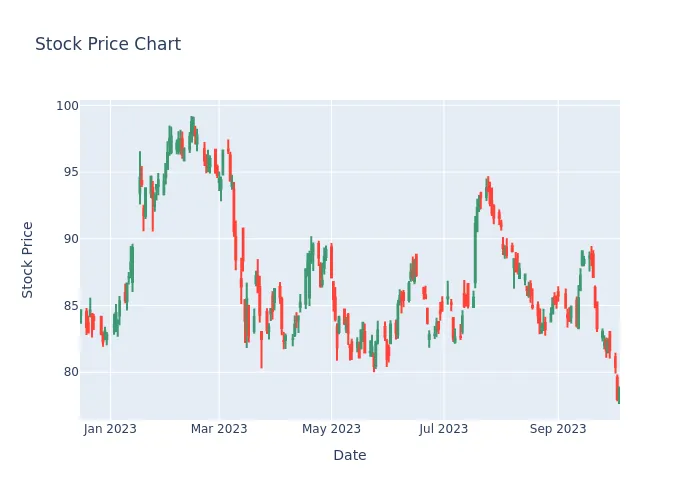 Stock Price Chart
100
95
90
85
80
Stock Price
Jan 2023
Mar 2023
May 2023
Jul 2023
Sep 2023
Date